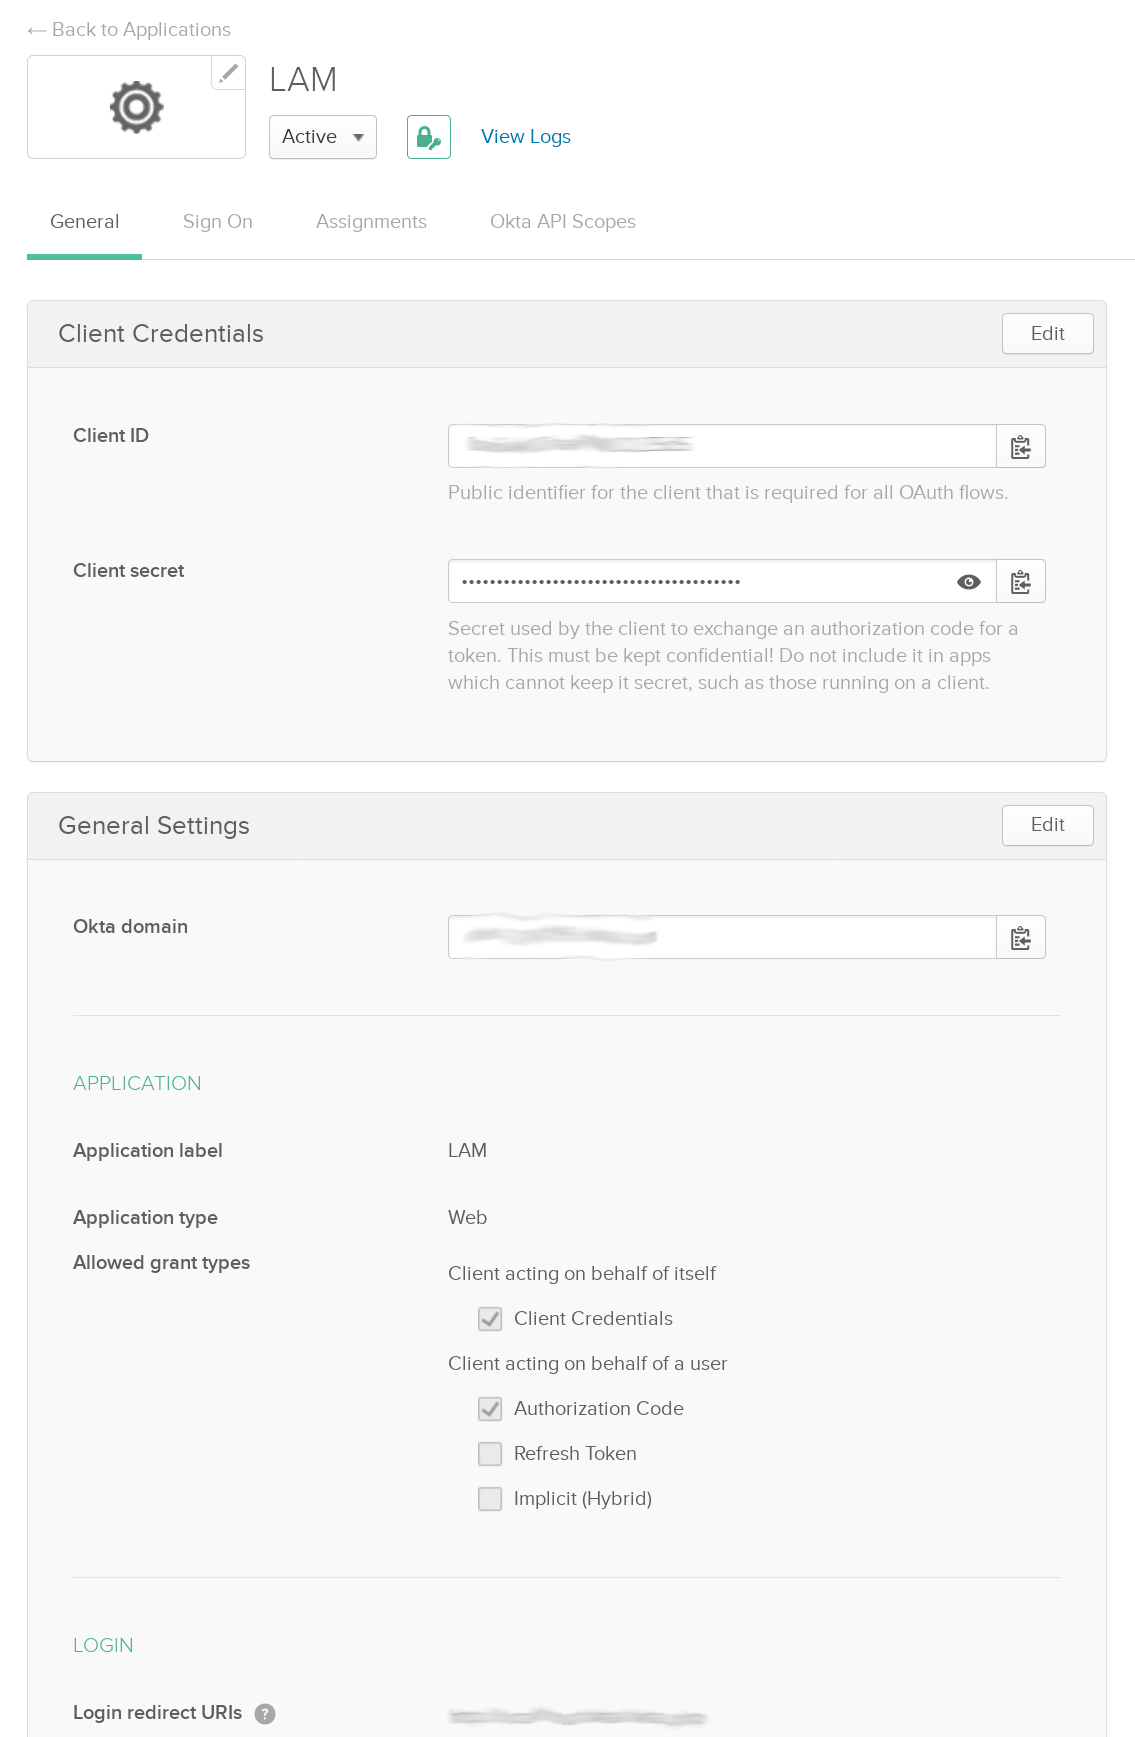 ← Back to Applications
LAM
Active
View Logs
General
Sign On
Assignments
Okta API Scopes
Client Credentials
Edit
Client ID
Public identifier for the client that is required for all OAuth flows.
Client secret
••••••••••••••••••••••••••••••••••••••••
Secret used by the client to exchange an authorization code for a
token. This must be kept confidential! Do not include it in apps
which cannot keep it secret, such as those running on a client.
General Settings
Edit
Okta domain
APPLICATION
Application label
LAM
Application type
Web
Allowed grant types
Client acting on behalf of itself
Client Credentials
Client acting on behalf of a user
Authorization Code
Refresh Token
Implicit (Hybrid)
LOGIN
Login redirect URIs ?